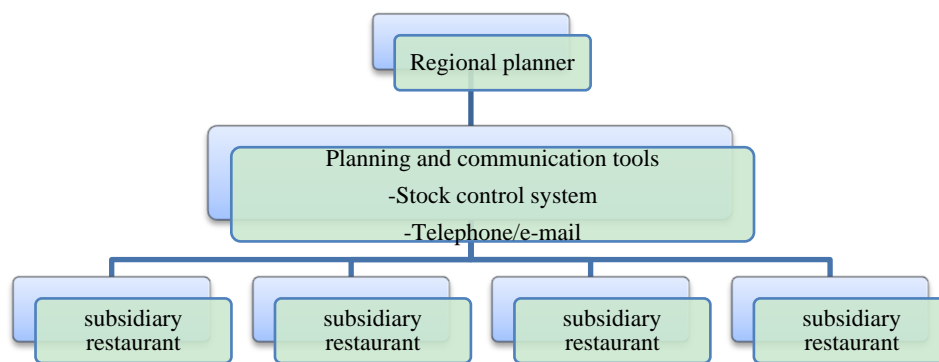 Regional planner
Planning and communication tools
-Stock control system
-Telephone/e-mail
subsidiary
restaurant
subsidiary
restaurant
subsidiary
restaurant
subsidiary
restaurant